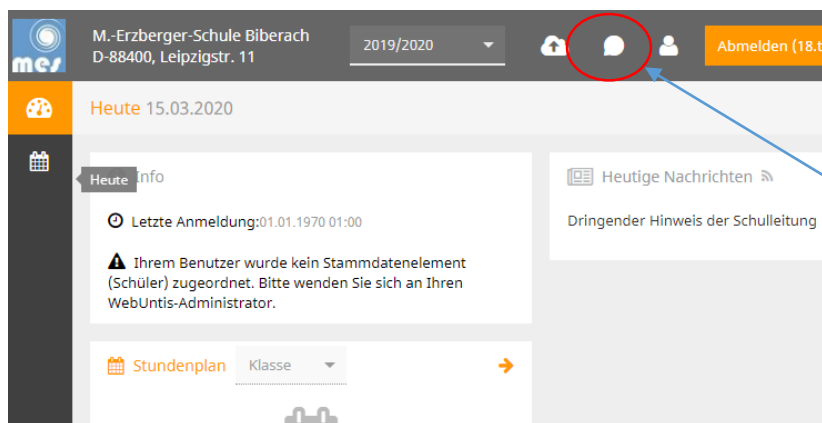 mes
M.-Erzberger-Schule Biberach
D-88400, Leipzigstr. 11
2019/2020
Abmelden (18.t
Heute 15.03.2020
Heute
Info
Letzte Anmeldung:01.01.1970 01:00
Ihrem Benutzer wurde kein Stammdatenelement
(Schüler) zugeordnet. Bitte wenden Sie sich an Ihren
WebUntis-Administrator.
Heutige Nachrichten
Dringender Hinweis der Schulleitung
Stundenplan Klasse